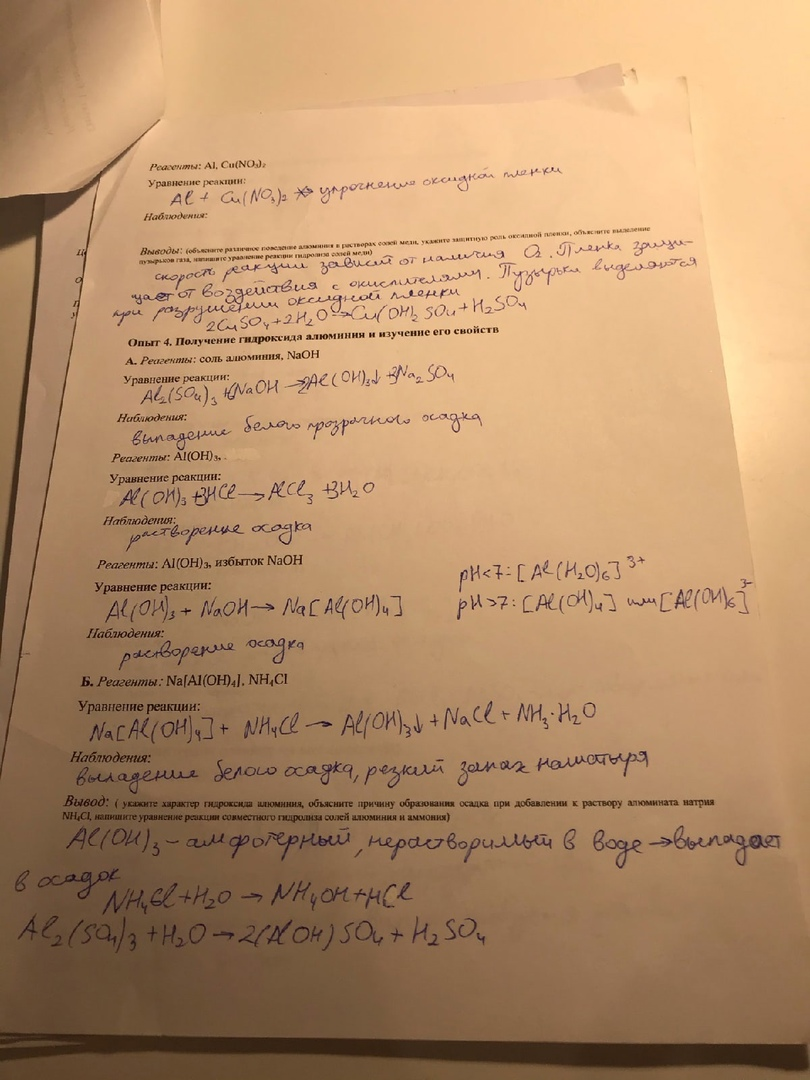 Реагенты: Al, Cu(NO₃)₂
Уравнение реакции:
Al + Cu(NO₃)₂ ↛ упрочнение оксидной пленки
Наблюдения:
Выводы: (объясните различное поведение алюминия в растворах солей меди, укажите защитную роль оксидной пленки, объясните выделение
пузырьков газа, напишите уравнение реакции гидролиза солей меди)
скорость реакции зависит от наличия O₂. Пленка защи-
щает от воздействия с окислителями. Пузырьки выделяются
при разрушении оксидной пленки
2CuSO₄ + 2H₂O → Cu(OH)₂SO₄ + H₂SO₄
Опыт 4. Получение гидроксида алюминия и изучение его свойств
А. Реагенты: соль алюминия, NaOH
Уравнение реакции:
Al₂(SO₄)₃ + 6NaOH → 2Al(OH)₃↓ + 3Na₂SO₄
Наблюдения:
выпадение белого прозрачного осадка
Реагенты: Al(OH)₃,
Уравнение реакции:
Al(OH)₃ + 3HCl → AlCl₃ + 3H₂O
Наблюдения:
растворение осадка
Реагенты: Al(OH)₃, избыток NaOH
pH<7: [Al(H₂O)₆]³⁺
Уравнение реакции:
Al(OH)₃ + NaOH → Na[Al(OH)₄]
pH>7: [Al(OH)₄] или [Al(OH)₆]³⁻
Наблюдения:
растворение осадка
Б. Реагенты: Na[Al(OH)₄], NH₄Cl
Уравнение реакции:
Na[Al(OH)₄] + NH₄Cl → Al(OH)₃↓ + NaCl + NH₃·H₂O
Наблюдения:
выпадение белого осадка, резкий запах нашатыря
Вывод: ( укажите характер гидроксида алюминия, объясните причину образования осадка при добавлении к раствору алюмината натрия
NH₄Cl, напишите уравнения реакции совместного гидролиза солей алюминия и аммония)
Al(OH)₃ – амфотерный, нерастворимый в воде → выпадает
в осадок
NH₄Cl + H₂O → NH₄OH + HCl
Al₂(SO₄)₃ + H₂O → 2(AlOH)SO₄ + H₂SO₄